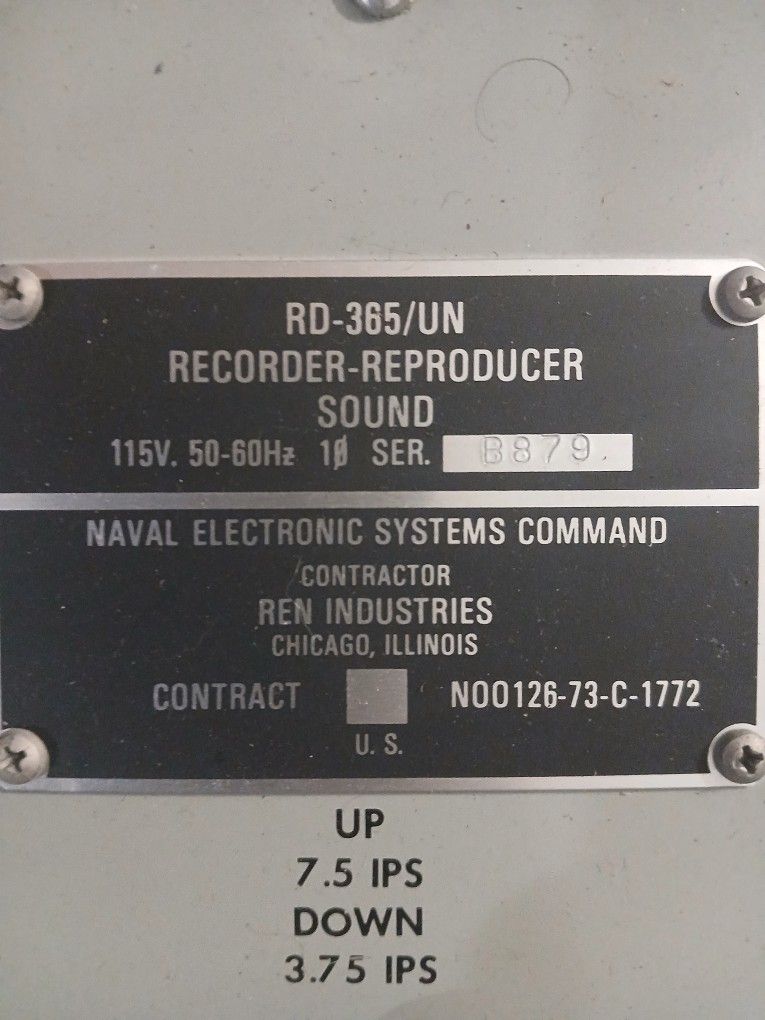 RD-365/UN
RECORDER-REPRODUCER
SOUND
115V. 50-60Hz 1Ø SER. B879.
NAVAL ELECTRONIC SYSTEMS COMMAND
CONTRACTOR
REN INDUSTRIES
CHICAGO, ILLINOIS
CONTRACT N00126-73-C-1772
U. S.
UP
7.5 IPS
DOWN
3.75 IPS